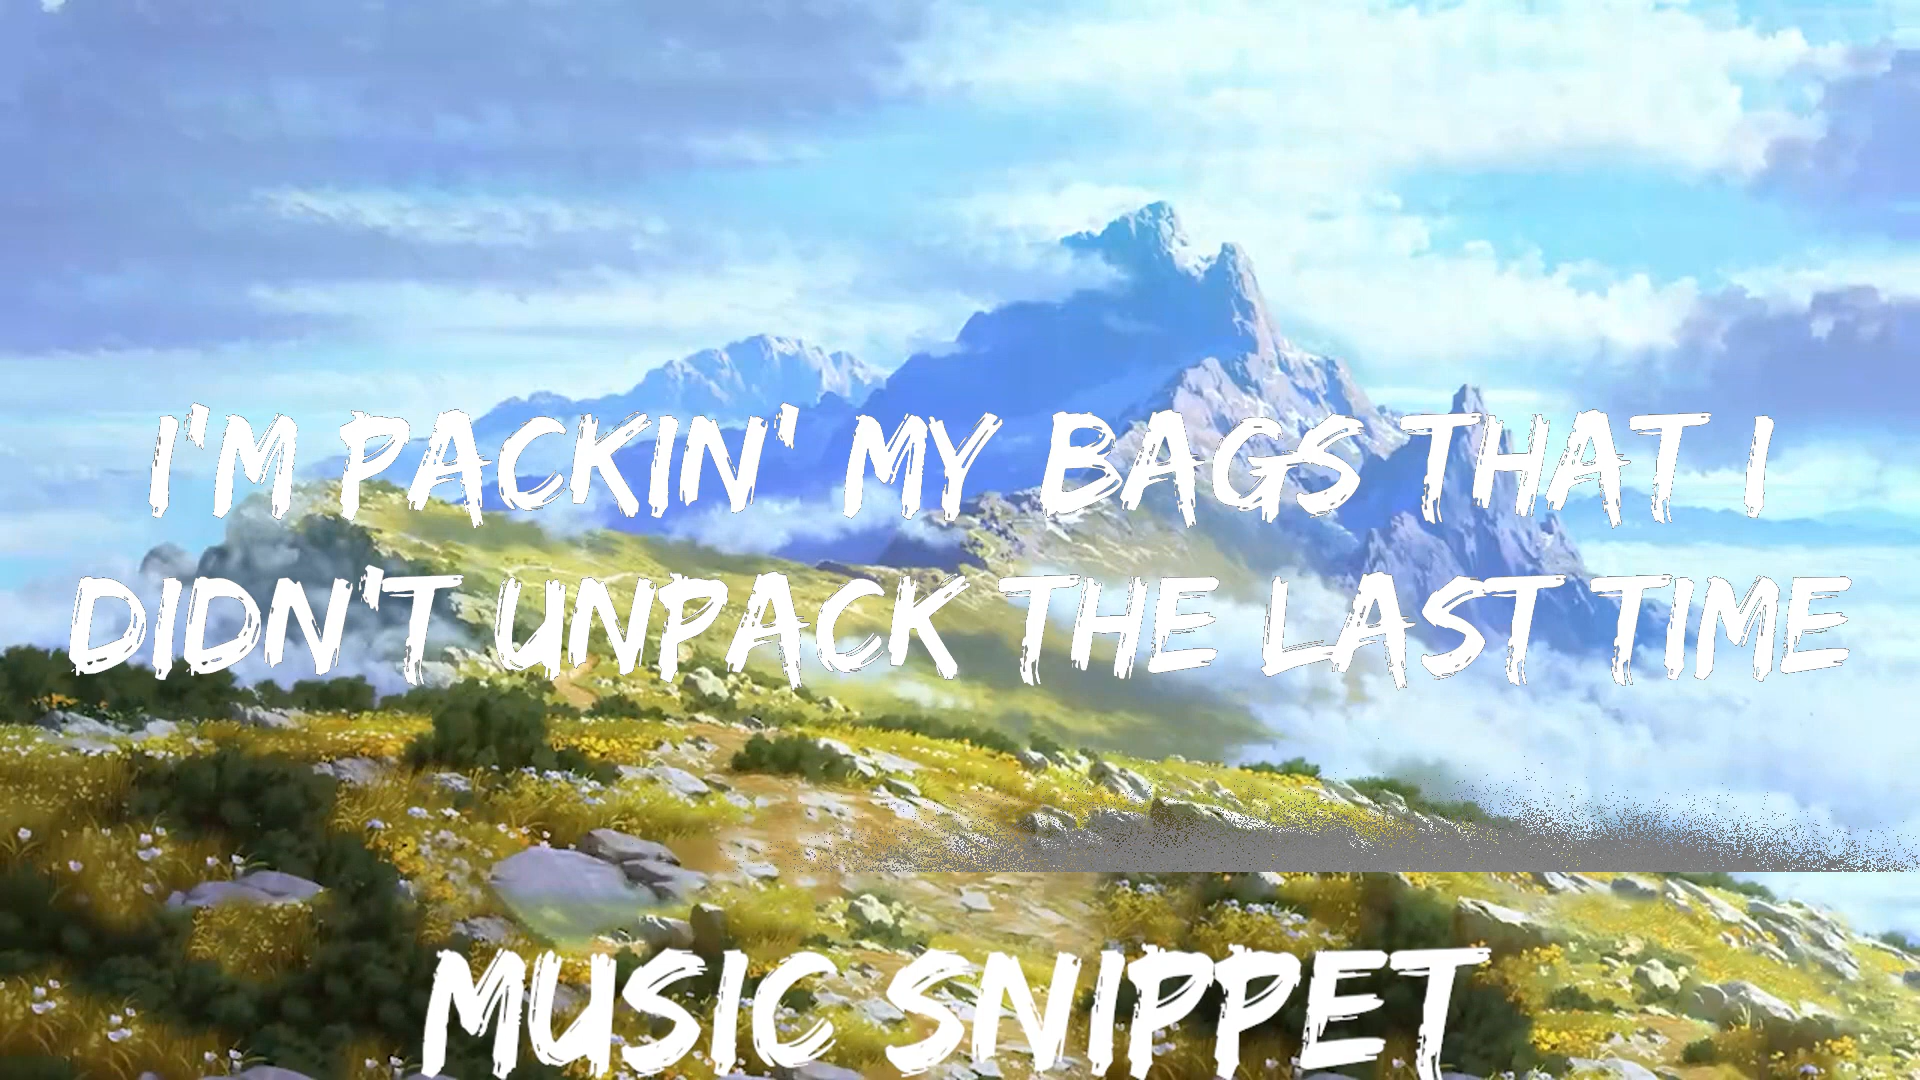 I'M PACKIN' MY BAGS THAT I
DIDN'T UNPACK THE LAST TIME
MUSIC SNIPPET